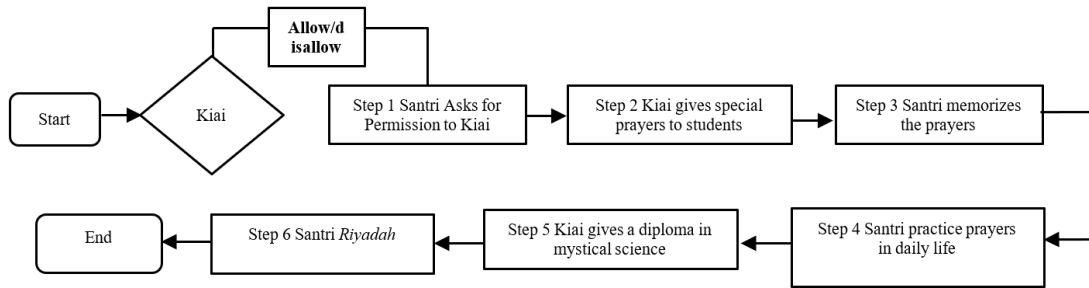 Allow/d
isallow
Start
Kiai
Step 1 Santri Asks for
Permission to Kiai
Step 2 Kiai gives special
prayers to students
Step 3 Santri memorizes
the prayers
End
Step 6 Santri Riyadah
Step 5 Kiai gives a diploma in
mystical science
Step 4 Santri practice prayers
in daily life